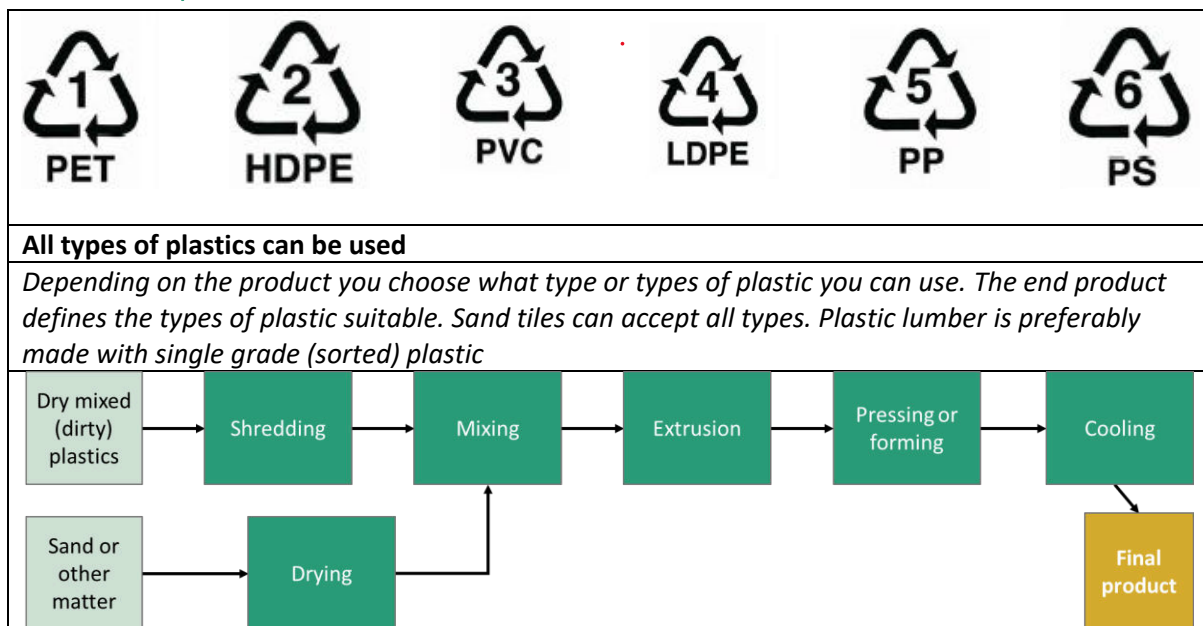 1
PET
2
HDPE
3
PVC
4
LDPE
5
PP
6
PS
All types of plastics can be used
Depending on the product you choose what type or types of plastic you can use. The end product
defines the types of plastic suitable. Sand tiles can accept all types. Plastic lumber is preferably
made with single grade (sorted) plastic
Dry mixed
(dirty)
plastics
Shredding
Mixing
Extrusion
Pressing or
forming
Cooling
Sand or
other
matter
Drying
Final
product